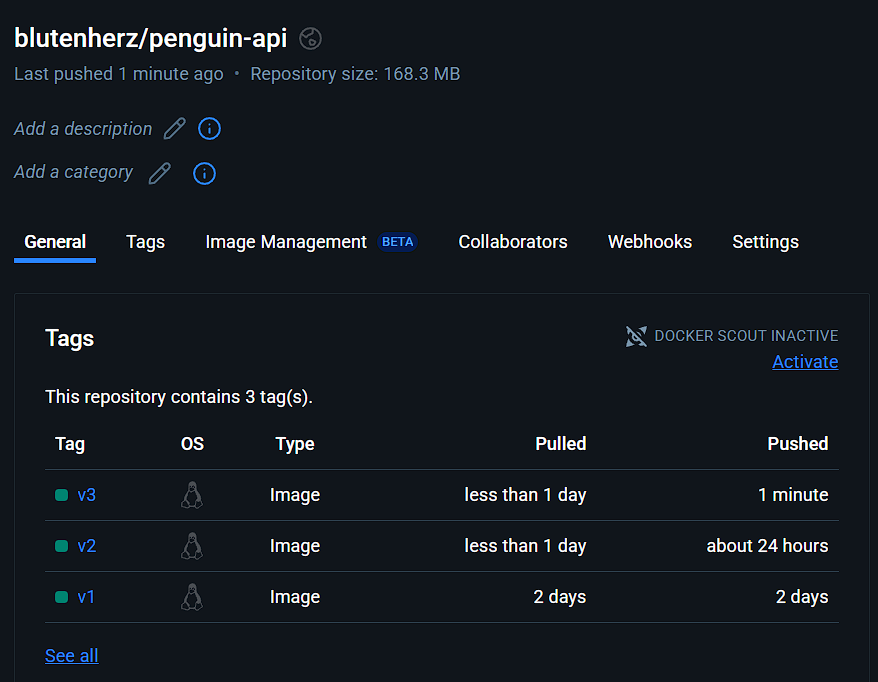 blutenherz/penguin-api
Last pushed 1 minute ago • Repository size: 168.3 MB
Add a description
Add a category
General Tags Image Management BETA Collaborators Webhooks Settings
Tags
DOCKER SCOUT INACTIVE
Activate
This repository contains 3 tag(s).
Tag OS Type Pulled Pushed
v3 Image less than 1 day 1 minute
v2 Image less than 1 day about 24 hours
v1 Image 2 days 2 days
See all